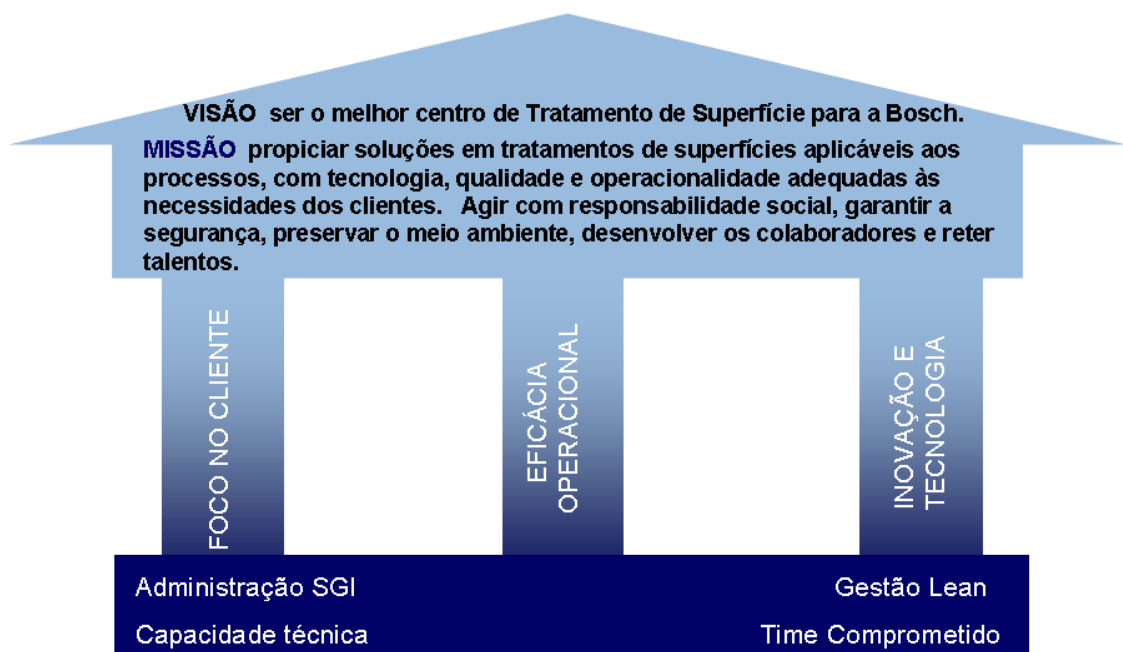 VISÃO ser o melhor centro de Tratamento de Superfície para a Bosch.
MISSÃO propiciar soluções em tratamentos de superfícies aplicáveis aos
processos, com tecnologia, qualidade e operacionalidade adequadas às
necessidades dos clientes. Agir com responsabilidade social, garantir a
segurança, preservar o meio ambiente, desenvolver os colaboradores e reter
talentos.
FOCO NO CLIENTE
EFICÁCIA
OPERACIONAL
INOVAÇÃO E
TECNOLOGIA
Administração SGI
Gestão Lean
Capacidade técnica
Time Comprometido